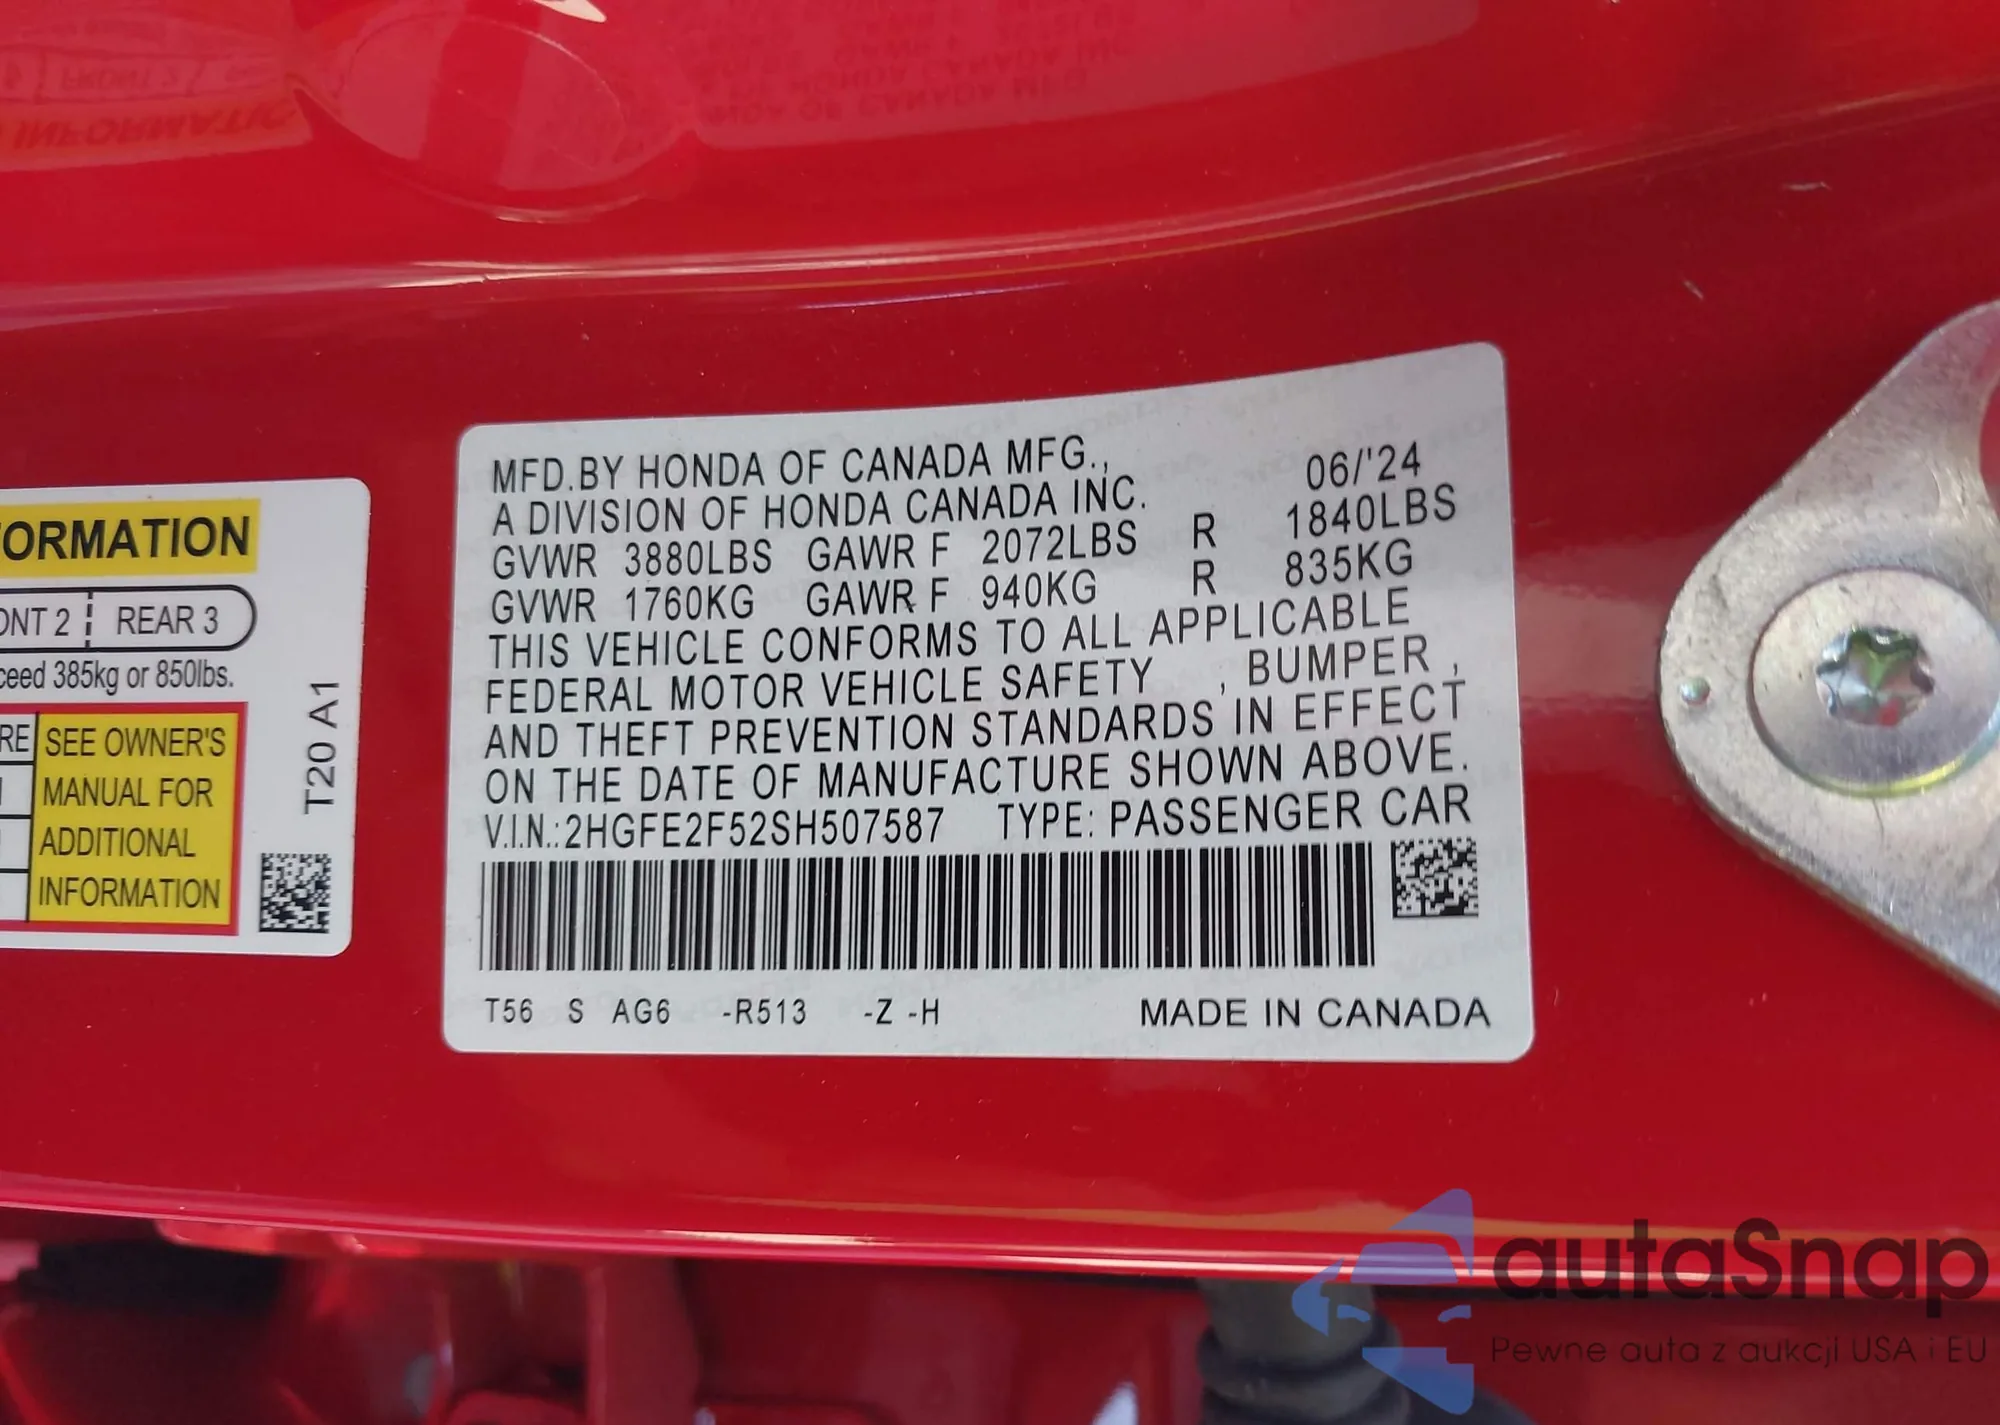 ORMATION
ONT 2 REAR 3
ceed 385kg or 850lbs.
RE SEE OWNER'S
MANUAL FOR
ADDITIONAL
INFORMATION
T20 A1
MFD.BY HONDA OF CANADA MFG., 06/'24
A DIVISION OF HONDA CANADA INC.
GVWR 3880LBS GAWR F 2072LBS R 1840LBS
GVWR 1760KG GAWR F 940KG R 835KG
THIS VEHICLE CONFORMS TO ALL APPLICABLE
FEDERAL MOTOR VEHICLE SAFETY , BUMPER ,
AND THEFT PREVENTION STANDARDS IN EFFECT
ON THE DATE OF MANUFACTURE SHOWN ABOVE.
V.I.N.:2HGFE2F52SH507587 TYPE: PASSENGER CAR
T56 S AG6 -R513 -Z -H MADE IN CANADA
autaSnap
Pewne auta z aukcji USA i EU